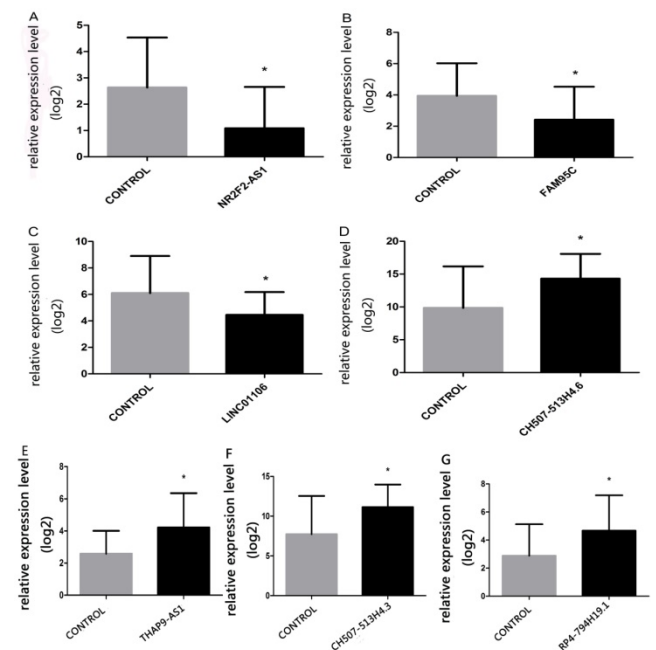 A
relative expression level
(log2)
5
4
3
2
1
0
*
CONTROL
NR2F2-AS1
B
relative expression level
(log2)
8
6
4
2
0
*
CONTROL
FAM95C
C
relative expression level
(log2)
10
8
6
4
2
0
*
CONTROL
LINC01106
D
relative expression level
(log2)
20
15
10
5
0
*
CONTROL
CH507-513H4.6
E
relative expression level
(log2)
8
6
4
2
0
*
CONTROL
THAP9-AS1
F
relative expression level
(log2)
15
10
5
0
*
CONTROL
CH507-513H4.3
G
relative expression level
(log2)
8
6
4
2
0
*
CONTROL
RP4-794H19.1